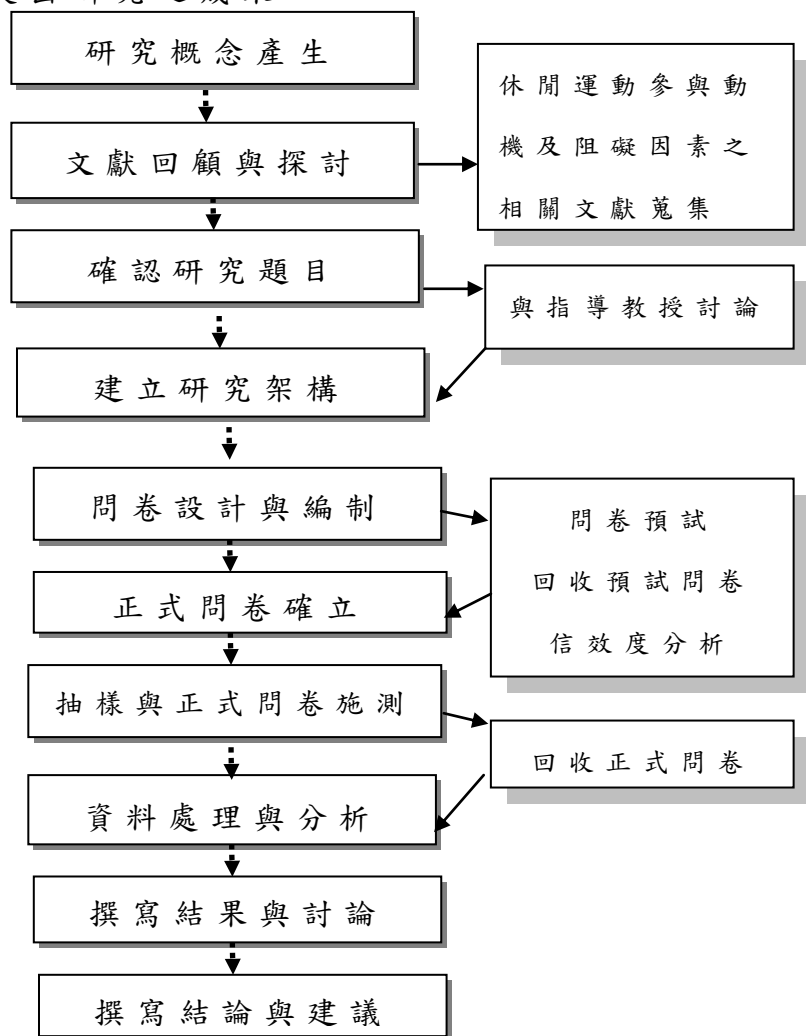 研究概念產生
休閒運動參與動
機及阻礙因素之
相關文獻蒐集
文獻回顧與探討
確認研究題目
與指導教授討論
建立研究架構
問卷設計與編制
問卷預試
回收預試問卷
信效度分析
正式問卷確立
抽樣與正式問卷施測
回收正式問卷
資料處理與分析
撰寫結果與討論
撰寫結論與建議